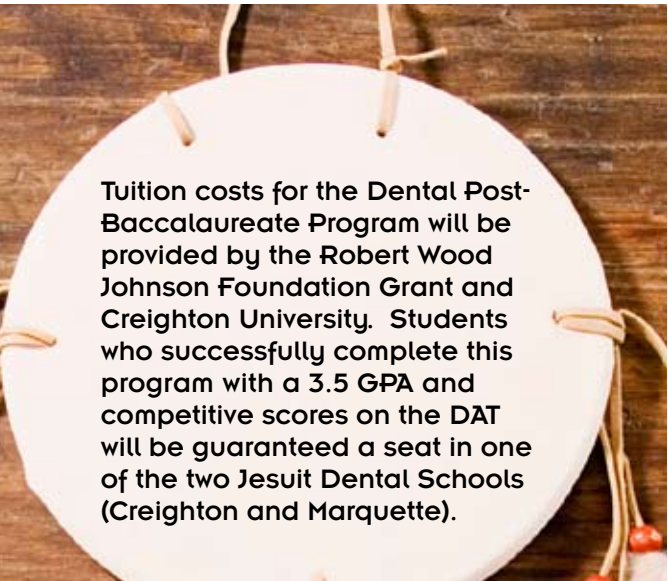 Tuition costs for the Dental Post-
Baccalaureate Program will be
provided by the Robert Wood
Johnson Foundation Grant and
Creighton University.  Students
who successfully complete this
program with a 3.5 GPA and
competitive scores on the DAT
will be guaranteed a seat in one
of the two Jesuit Dental Schools
(Creighton and Marquette).